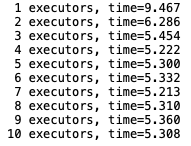 1 executors, time=9.467
2 executors, time=6.286
3 executors, time=5.454
4 executors, time=5.222
5 executors, time=5.300
6 executors, time=5.332
7 executors, time=5.213
8 executors, time=5.310
9 executors, time=5.360
10 executors, time=5.308